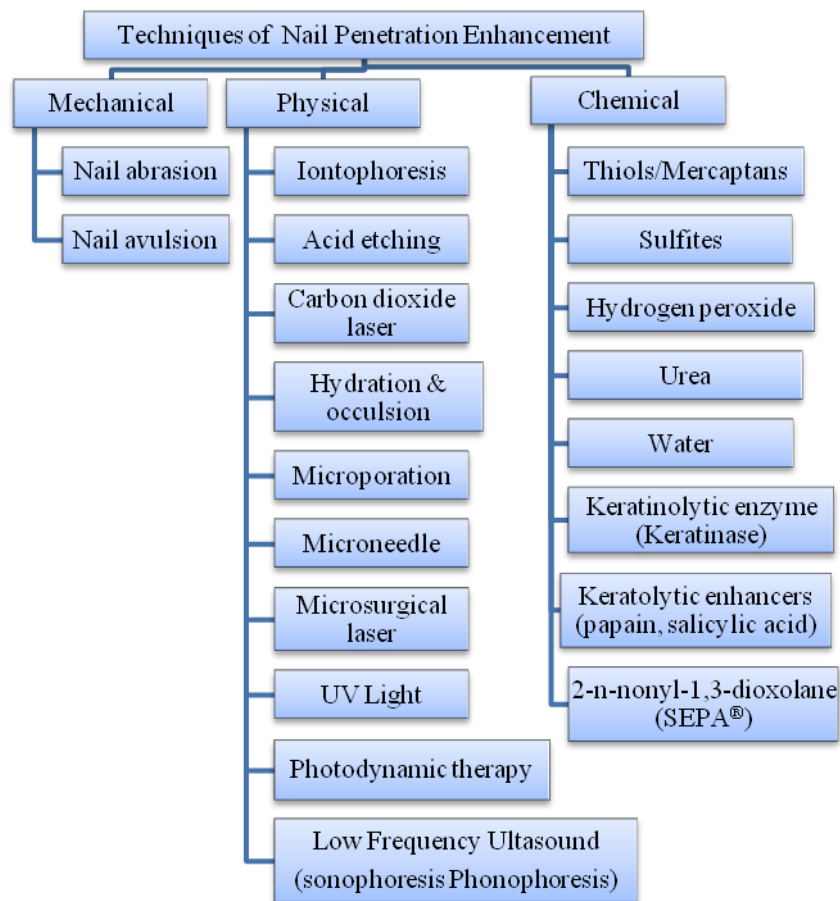 Techniques of Nail Penetration Enhancement
Mechanical
Nail abrasion
Nail avulsion
Physical
Iontophoresis
Acid etching
Carbon dioxide
laser
Hydration &
occulsion
Microporation
Microneedle
Microsurgical
laser
UV Light
Photodynamic therapy
Low Frequency Ultasound
(sonophoresis Phonophoresis)
Chemical
Thiols/Mercaptans
Sulfites
Hydrogen peroxide
Urea
Water
Keratinolytic enzyme
(Keratinase)
Keratolytic enhancers
(papain, salicylic acid)
2-n-nonyl-1,3-dioxolane
(SEPA®)